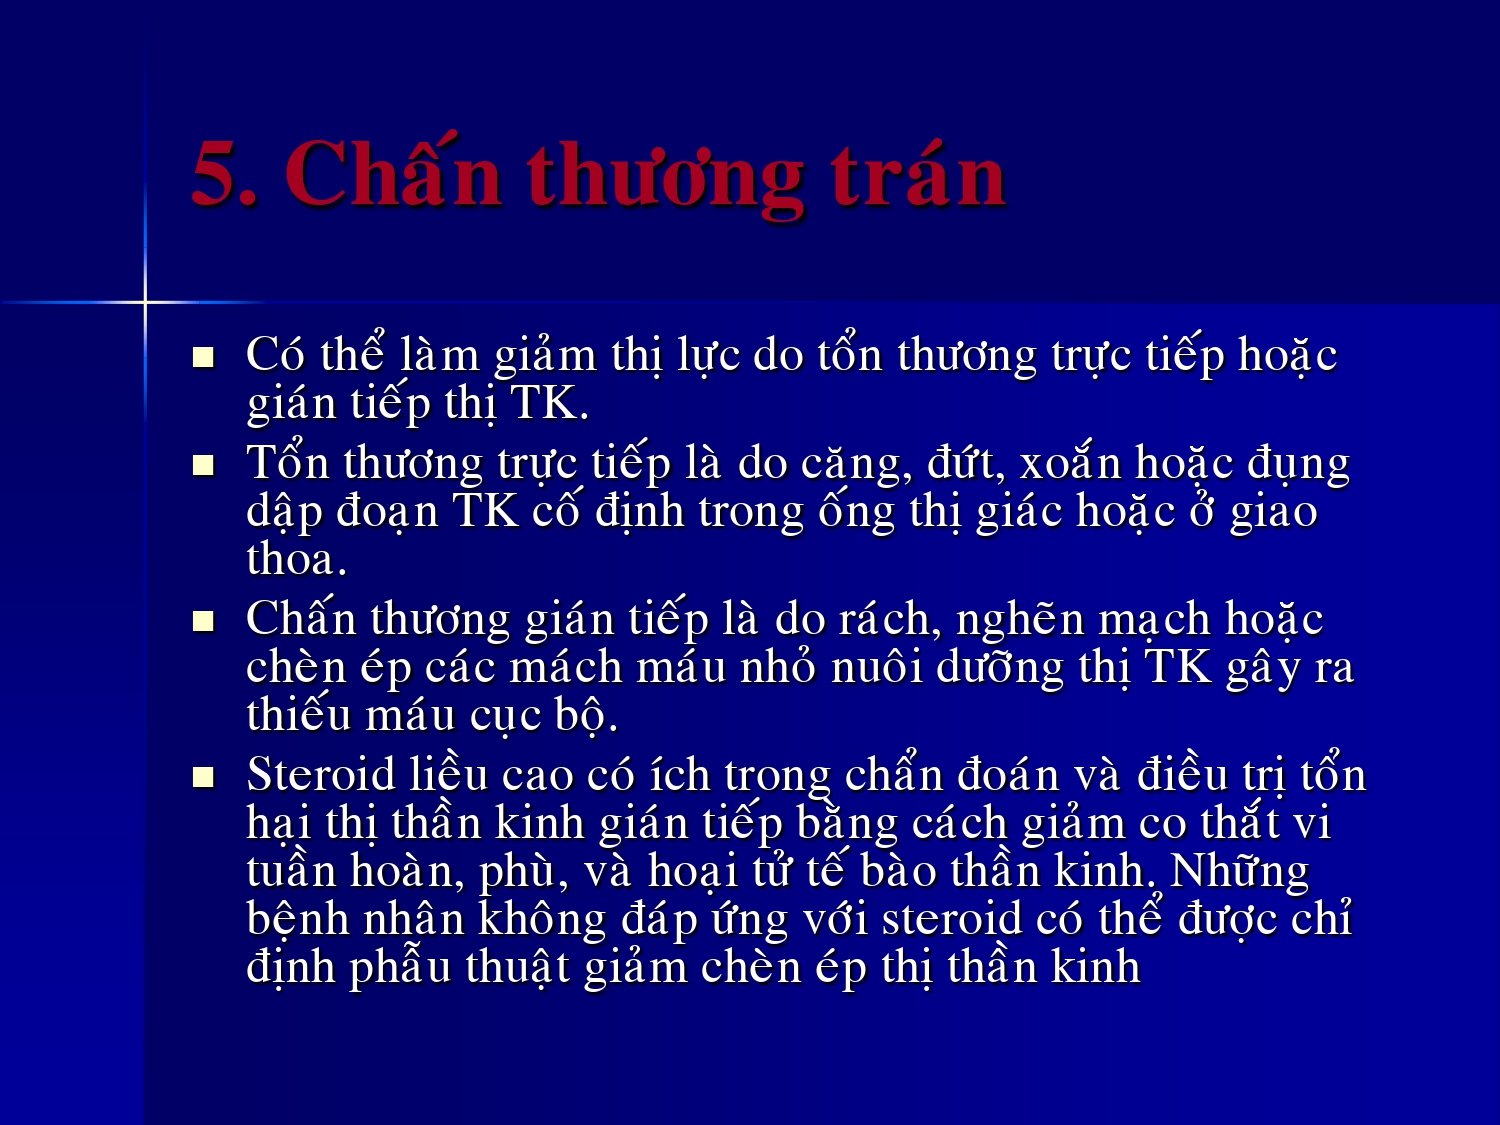 5. Chấn thương trán
Có thể làm giảm thị lực do tổn thương trực tiếp hoặc
gián tiếp thị TK.
Tổn thương trực tiếp là do căng, đứt, xoắn hoặc đụng
dập đoạn TK cố định trong ống thị giác hoặc ở giao
thoa.
Chấn thương gián tiếp là do rách, nghẽn mạch hoặc
chèn ép các mách máu nhỏ nuôi dưỡng thị TK gây ra
thiếu máu cục bộ.
Steroid liều cao có ích trong chẩn đoán và điều trị tổn
hại thị thần kinh gián tiếp bằng cách giảm co thắt vi
tuần hoàn, phù, và hoại tử tế bào thần kinh. Những
bệnh nhân không đáp ứng với steroid có thể được chỉ
định phẫu thuật giảm chèn ép thị thần kinh